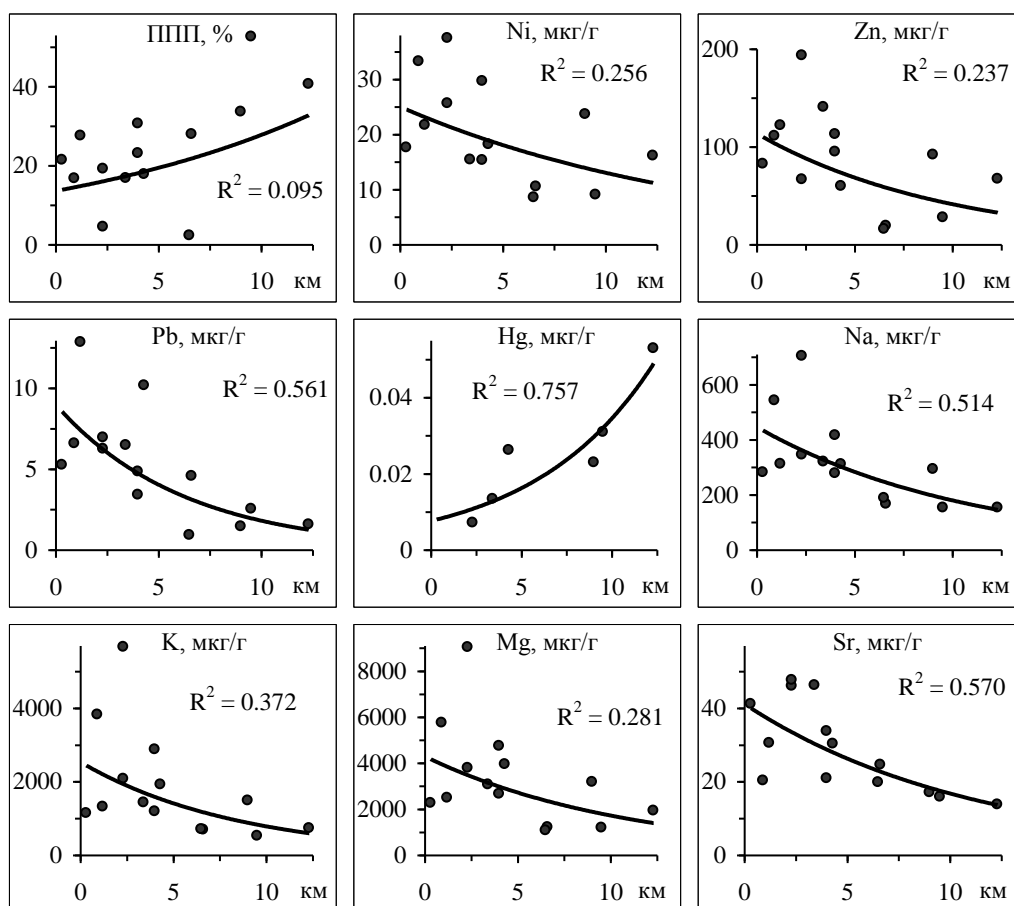 ППП, %
R² = 0.095
40
20
0
0 5 10 км
Ni, мкг/г
R² = 0.256
30
20
10
0
0 5 10 км
Zn, мкг/г
R² = 0.237
200
100
0
0 5 10 км
Pb, мкг/г
R² = 0.561
10
5
0
0 5 10 км
Hg, мкг/г
R² = 0.757
0.04
0.02
0
0 5 10 км
Na, мкг/г
R² = 0.514
600
400
200
0
0 5 10 км
K, мкг/г
R² = 0.372
4000
2000
0
0 5 10 км
Mg, мкг/г
R² = 0.281
8000
6000
4000
2000
0
0 5 10 км
Sr, мкг/г
R² = 0.570
40
20
0
0 5 10 км